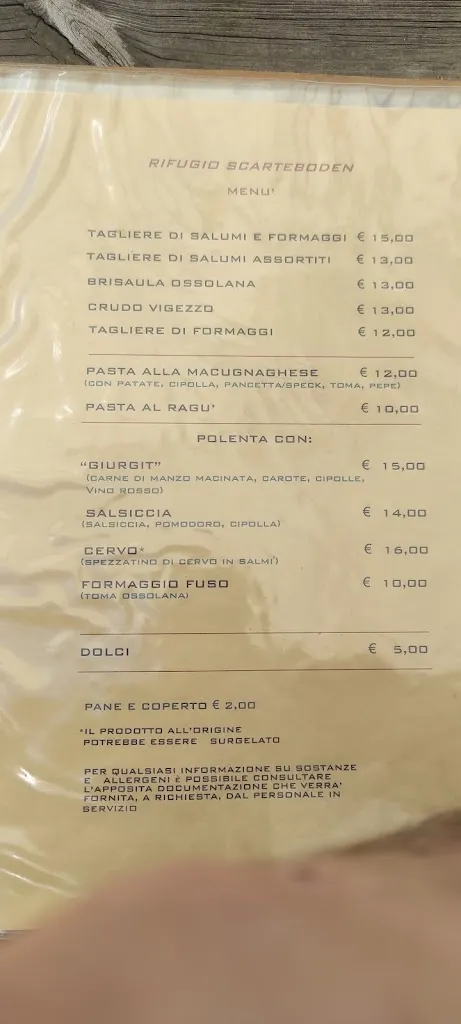 RIFUGIO SCARTEBODEN
MENU'
TAGLIERE DI SALUMI E FORMAGGI € 15,00
TAGLIERE DI SALUMI ASSORTITI € 13,00
BRISAULA OSSOLANA € 13,00
CRUDO VIGEZZO € 13,00
TAGLIERE DI FORMAGGI € 12,00
PASTA ALLA MACUGNAGHESE € 12,00
(CON PATATE, CIPOLLA, PANCETTA/SPECK, TOMA, PEPE)
PASTA AL RAGU' € 10,00
POLENTA CON:
"GIURGIT" € 15,00
(CARNE DI MANZO MACINATA, CAROTE, CIPOLLE,
VINO ROSSO)
SALSICCIA € 14,00
(SALSICCIA, POMODORO, CIPOLLA)
CERVO* € 16,00
(SPEZZATINO DI CERVO IN SALMI')
FORMAGGIO FUSO € 10,00
(TOMA OSSOLANA)
DOLCI € 5,00
PANE E COPERTO € 2,00
*IL PRODOTTO ALL'ORIGINE
POTREBBE ESSERE SURGELATO
PER QUALSIASI INFORMAZIONE SU SOSTANZE
E ALLERGENI È POSSIBILE CONSULTARE
L'APPOSITA DOCUMENTAZIONE CHE VERRA'
FORNITA, A RICHIESTA, DAL PERSONALE IN
SERVIZIO